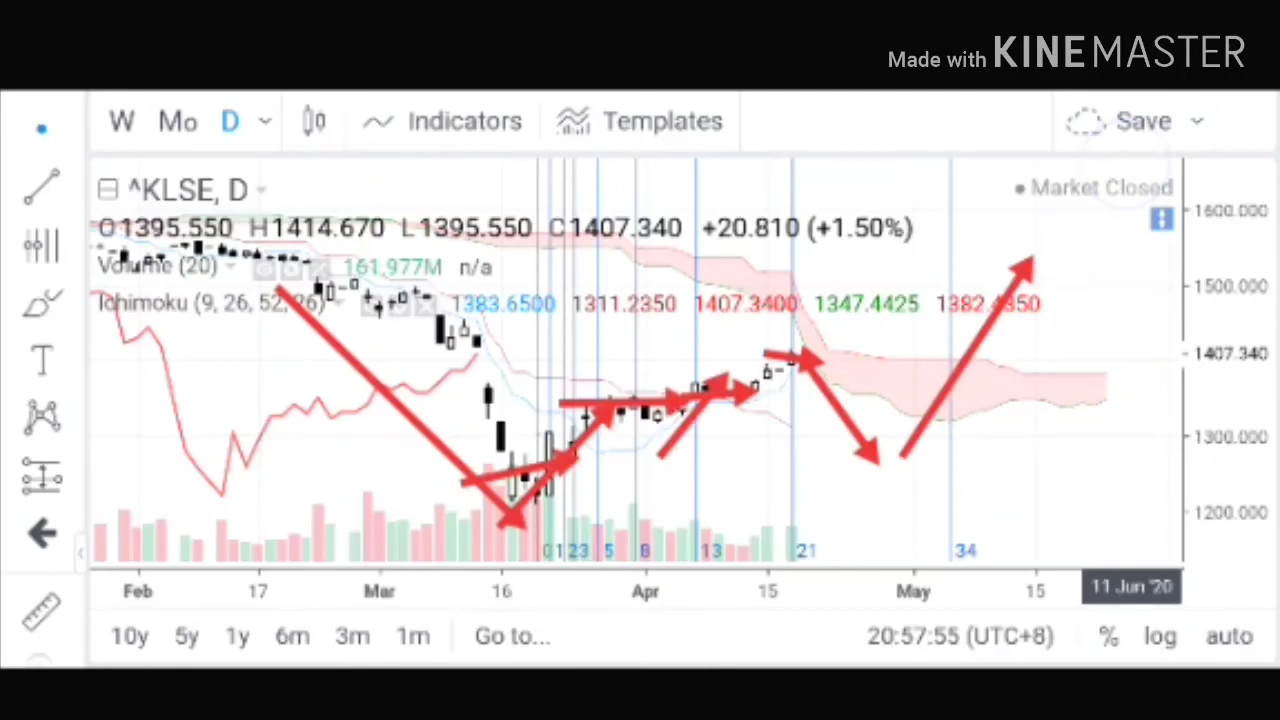 Made with KINEMASTER
W Mo D Indicators Templates Save
^KLSE, D
Market Closed
O1395.550 H1414.670 L1395.550 C1407.340 +20.810 (+1.50%)
Volume (20) 161.977M n/a
Ichimoku (9, 26, 52, 26) 1383.6500 1311.2350 1407.3400 1347.4425
1600.000
1500.000
1407.340
1300.000
1200.000
0 1 2 3 5 8 13 21 34
Feb 17 Mar 16 Apr 15 May 15 11 Jun '20
10y 5y 1y 6m 3m 1m Go to... 20:57:55 (UTC+8) % log auto
T